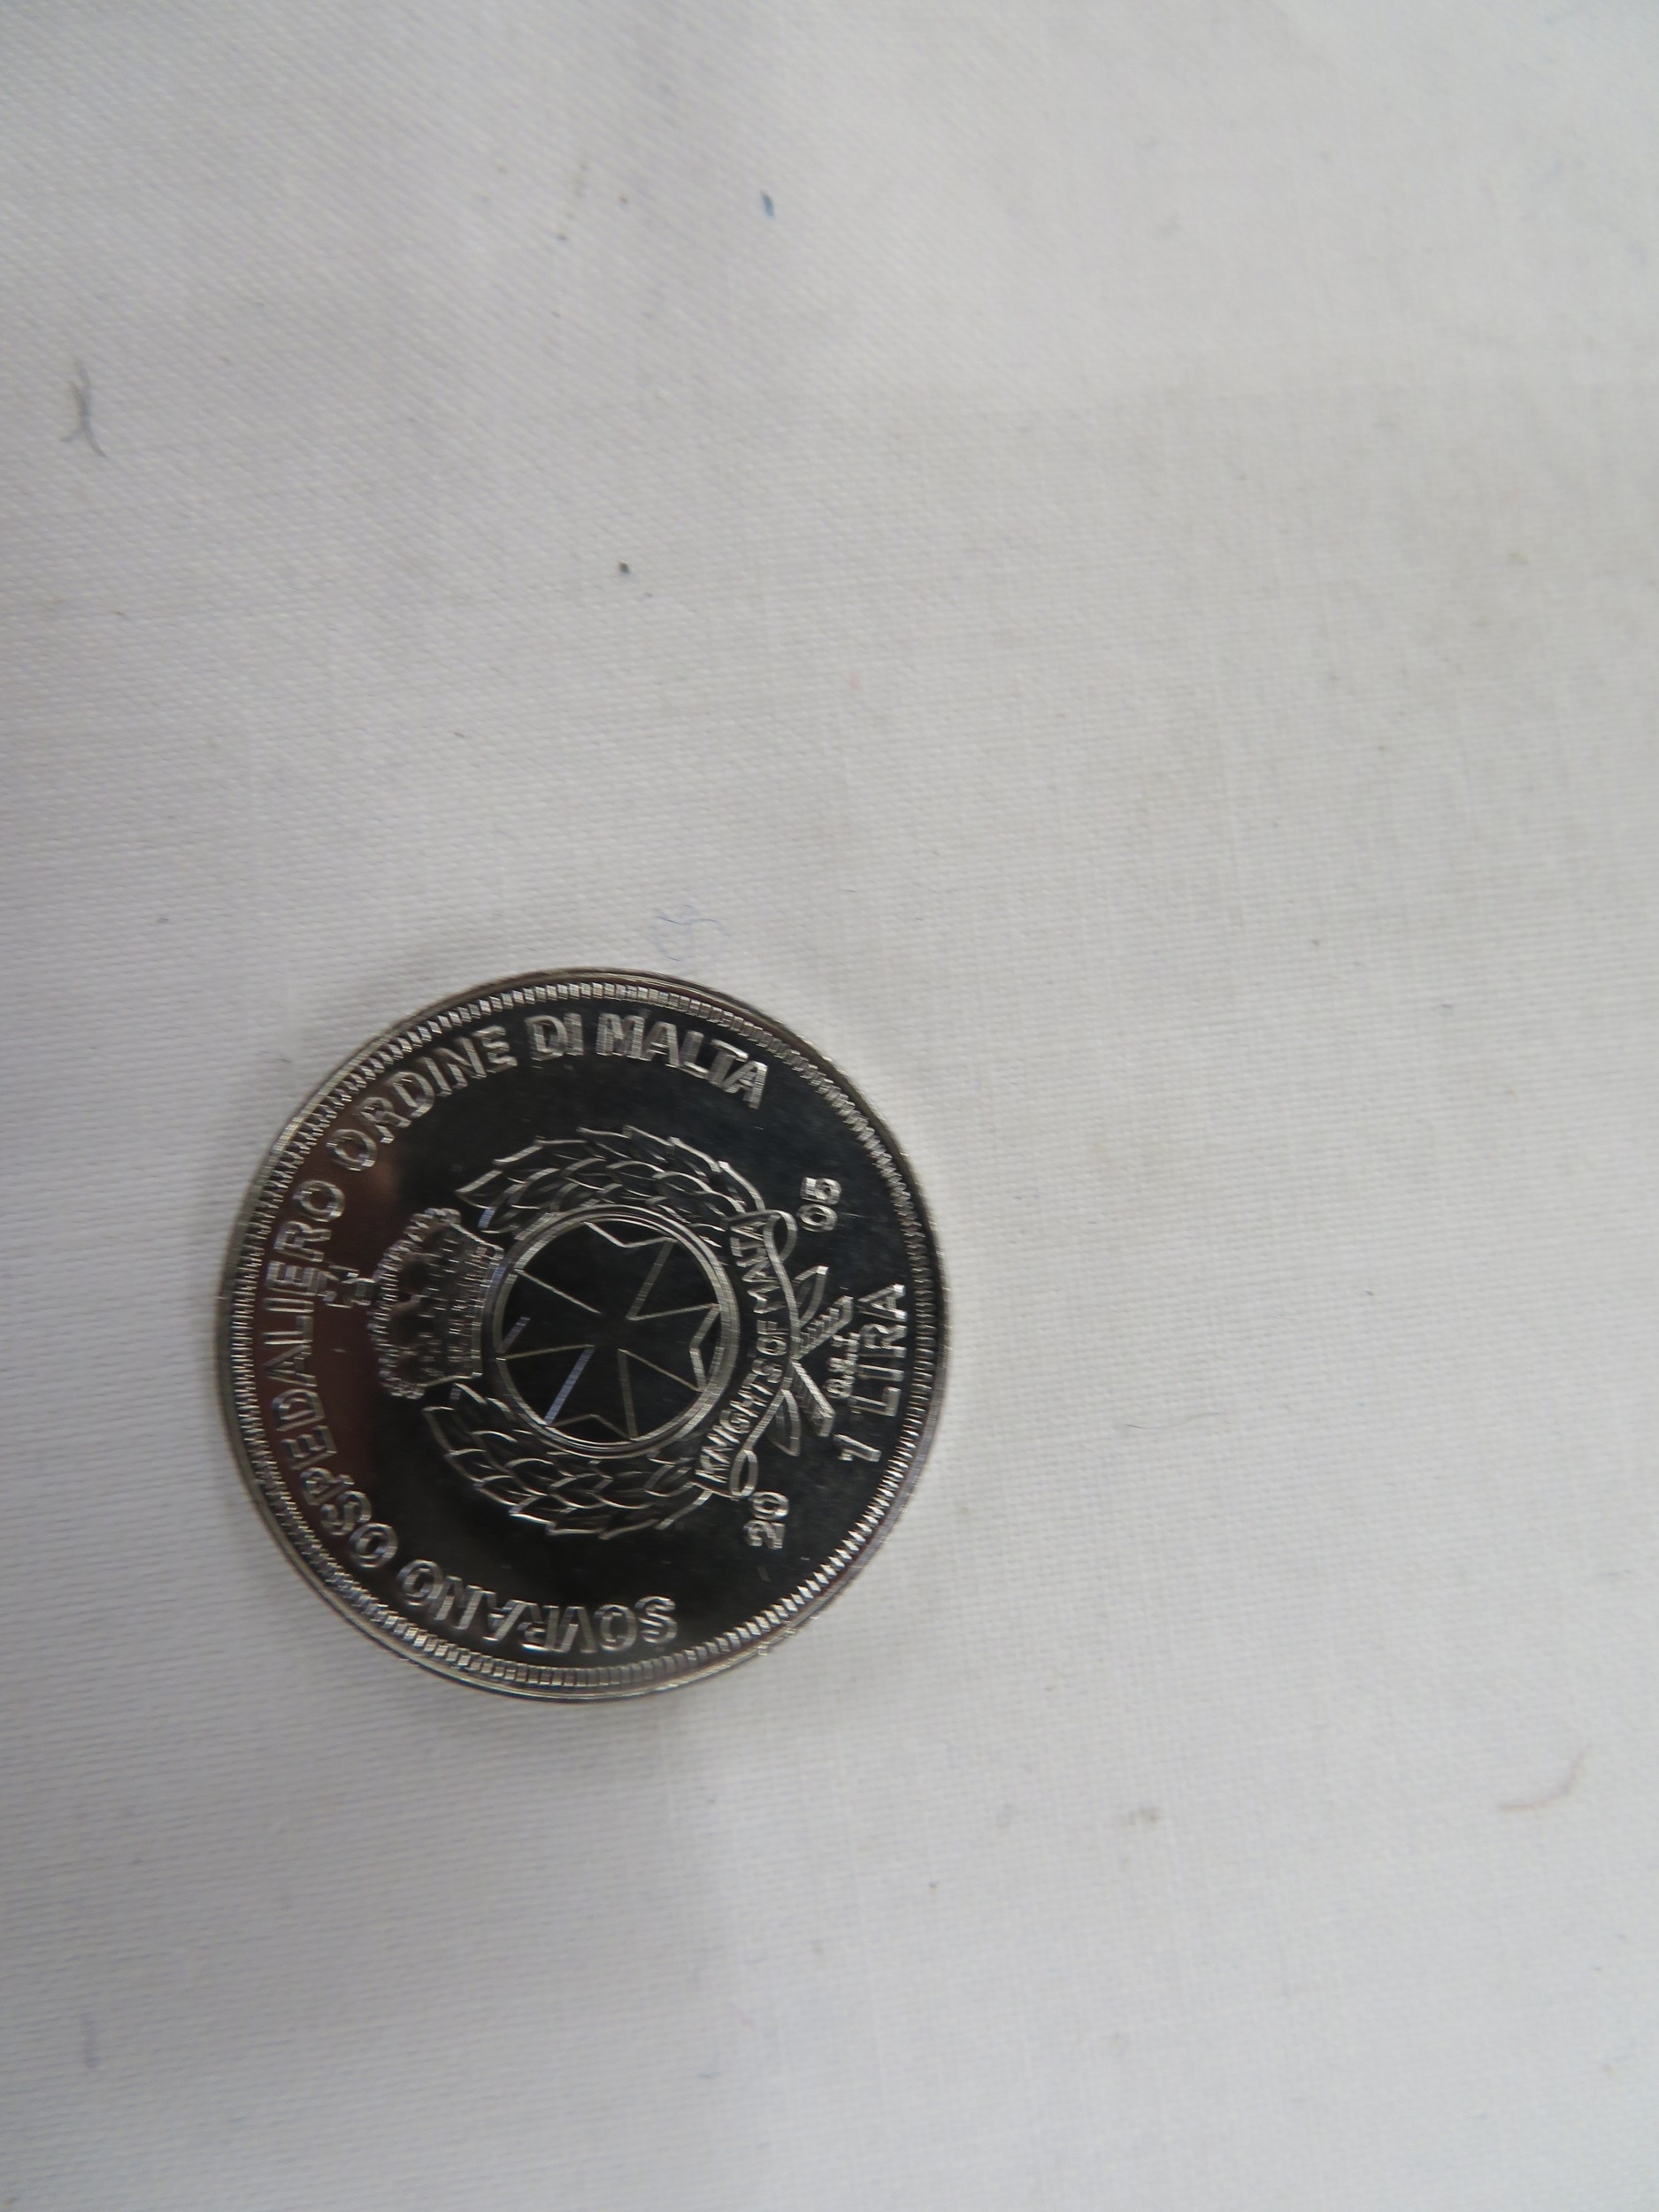 SOVRANO OSPEDALIERO ORDINE DI MALTA
KNIGHTS OF MALTA
20 05
1 LIRA